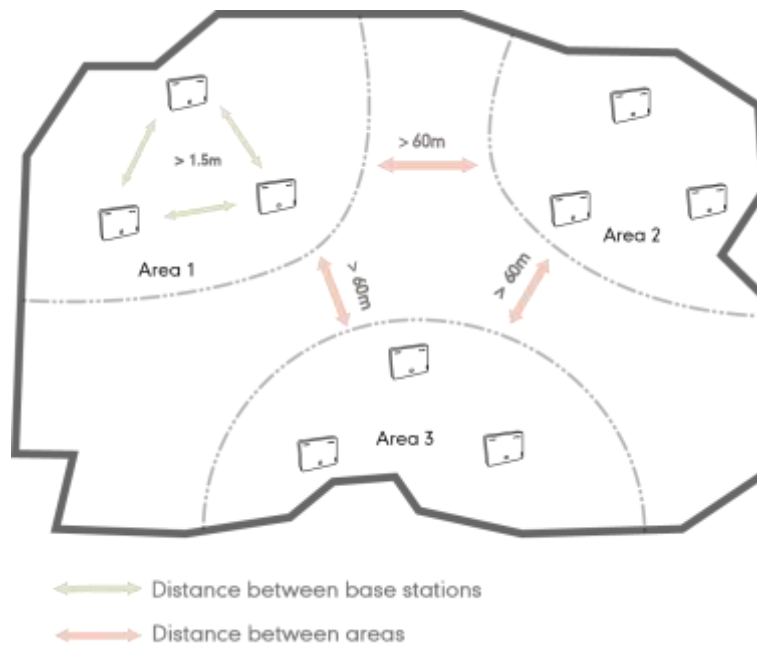 > 60m
> 1.5m
Area 2
Area 1
> 60m
> 60m
Area 3
Distance between base stations
Distance between areas